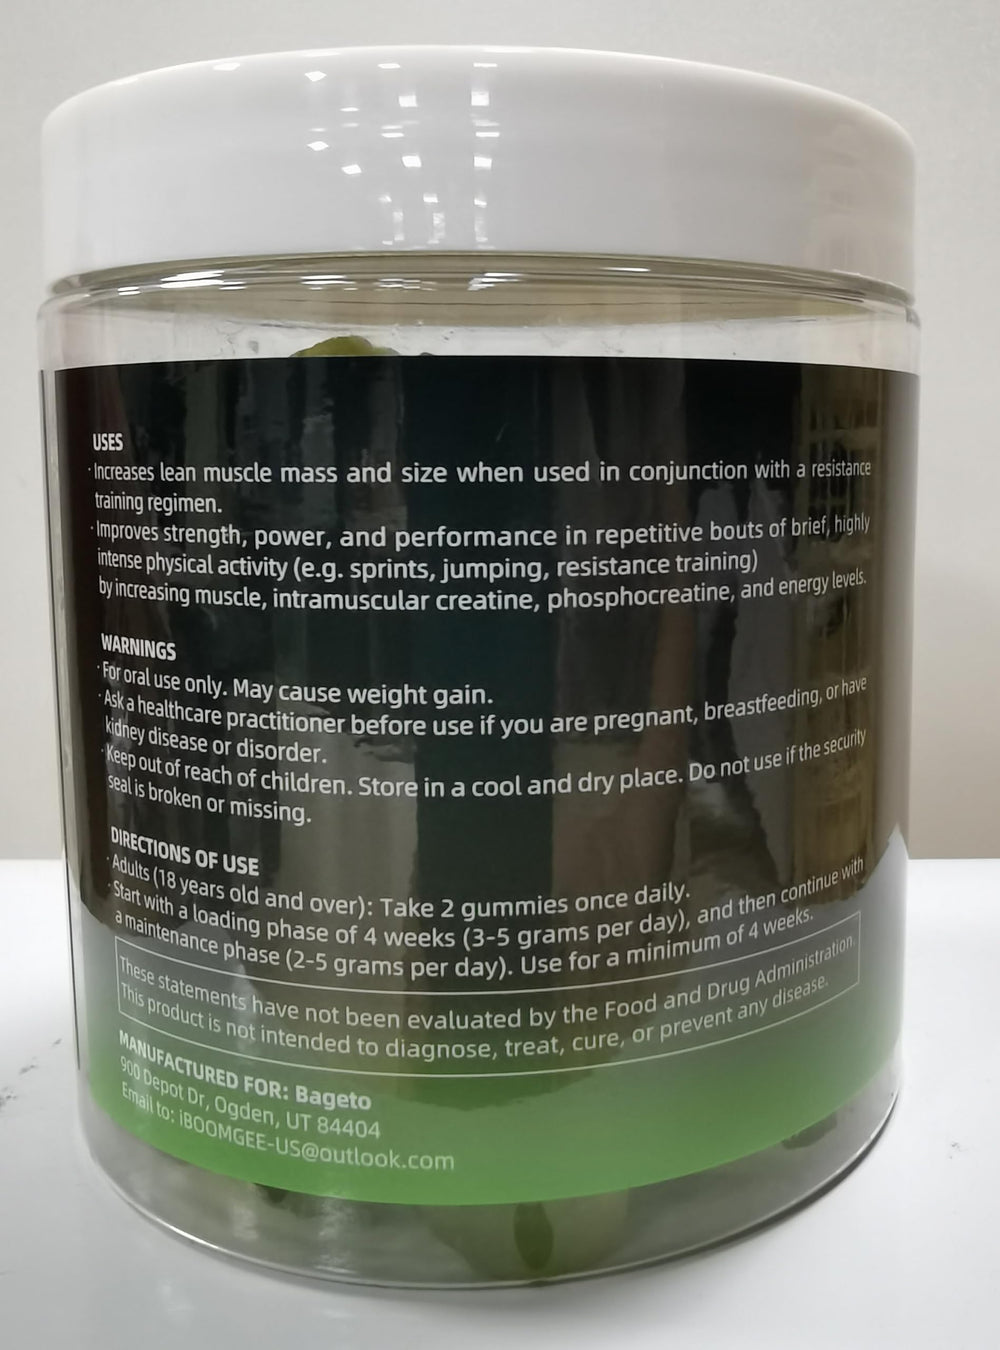 USES
· Increases lean muscle mass and size when used in conjunction with a resistance
training regimen.
· Improves strength, power, and performance in repetitive bouts of brief, highly
intense physical activity (e.g. sprints, jumping, resistance training)
by increasing muscle, intramuscular creatine, phosphocreatine, and energy levels.
WARNINGS
· For oral use only. May cause weight gain.
· Ask a healthcare practitioner before use if you are pregnant, breastfeeding, or have
kidney disease or disorder.
· Keep out of reach of children. Store in a cool and dry place. Do not use if the security
seal is broken or missing.
DIRECTIONS OF USE
· Adults (18 years old and over): Take 2 gummies once daily.
· Start with a loading phase of 4 weeks (3-5 grams per day), and then continue with
a maintenance phase (2-5 grams per day). Use for a minimum of 4 weeks.
These statements have not been evaluated by the Food and Drug Administration.
This product is not intended to diagnose, treat, cure, or prevent any disease.
MANUFACTURED FOR: Bageto
900 Depot Dr, Ogden, UT 84404
Email to: iBOOMGEE-US@outlook.com